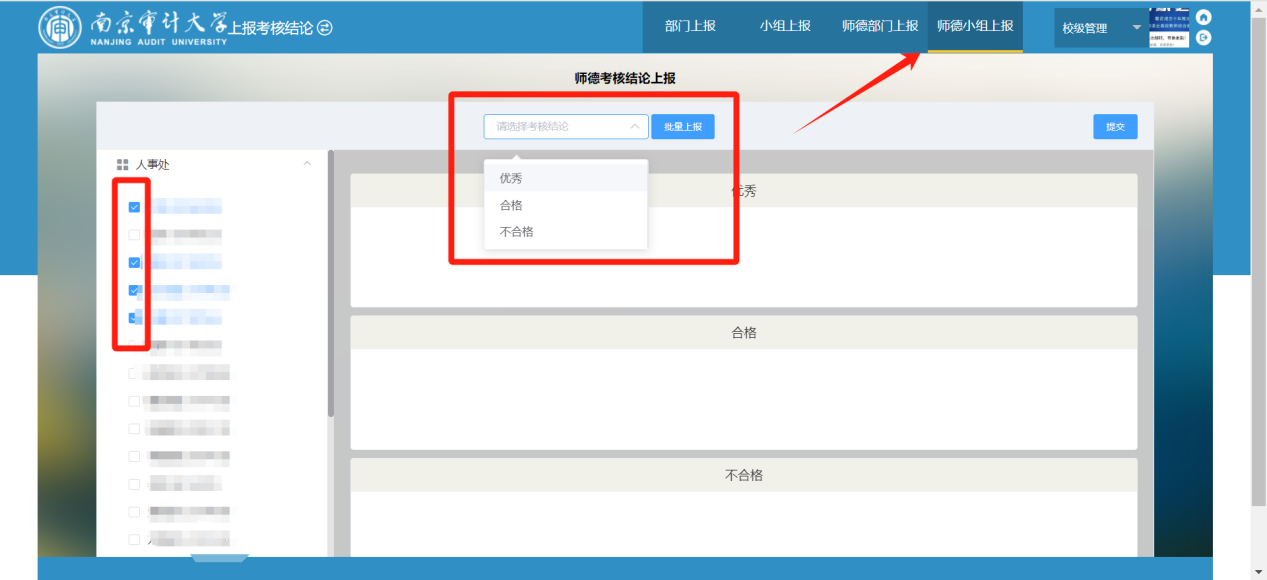 南京审计大学
NANJING AUDIT UNIVERSITY
上报考核结论
部门上报
小组上报
师德部门上报
师德小组上报
校级管理
师德考核结论上报
请选择考核结论
批量上报
提交
人事处
优秀
合格
不合格
优秀
合格
不合格